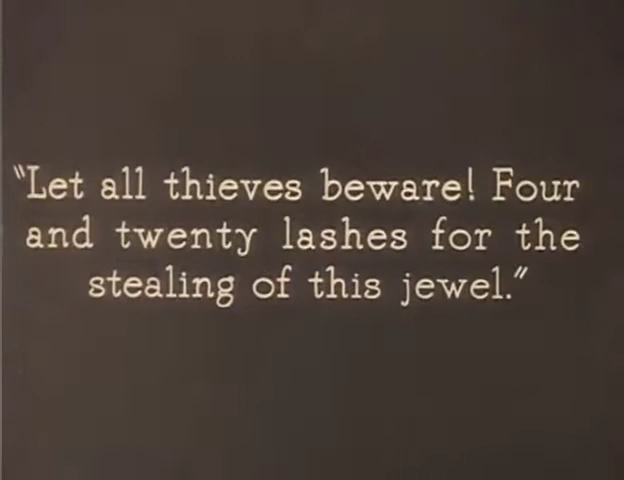 "Let all thieves beware! Four
and twenty lashes for the
stealing of this jewel."